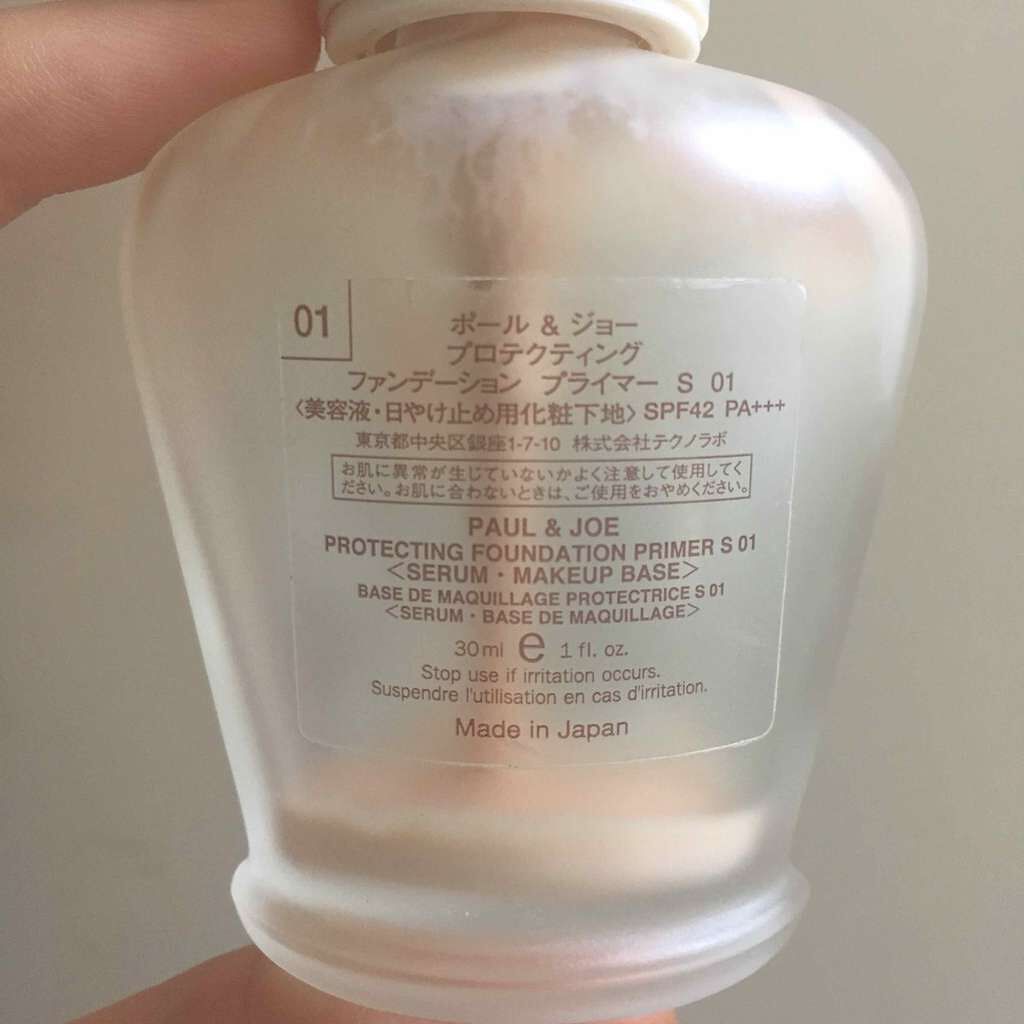 01
ポール & ジョー
プロテクティング
ファンデーション プライマー S 01
〈美容液・日やけ止め用化粧下地〉SPF42 PA+++
東京都中央区銀座1-7-10 株式会社テクノラボ
お肌に異常が生じていないかよく注意して使用してく
ださい。お肌に合わないときは、ご使用をおやめください。
PAUL & JOE
PROTECTING FOUNDATION PRIMER S 01
<SERUM・MAKEUP BASE>
BASE DE MAQUILLAGE PROTECTRICE S 01
<SERUM・BASE DE MAQUILLAGE>
30ml e 1 fl. oz.
Stop use if irritation occurs.
Suspendre l'utilisation en cas d'irritation.
Made in Japan